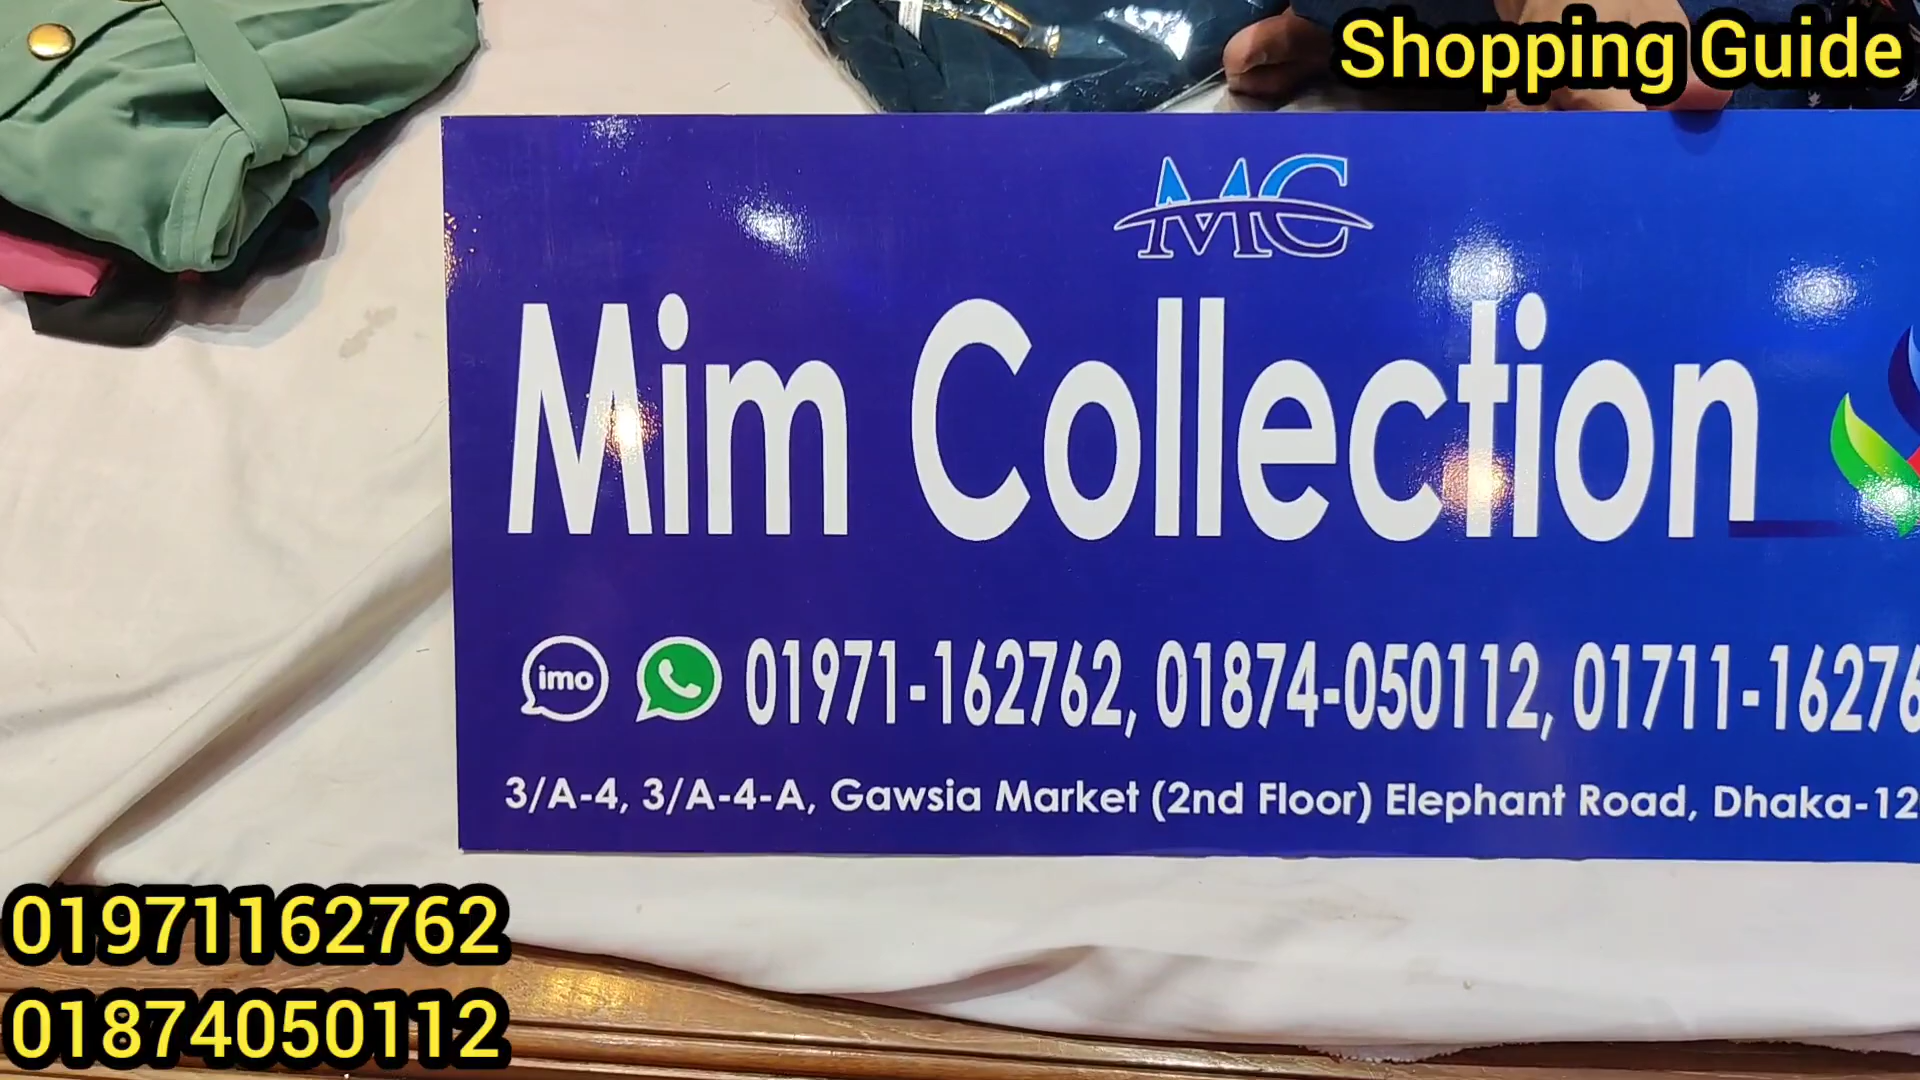 Shopping Guide
MC
Mim Collection
imo 01971-162762, 01874-050112, 01711-16276
3/A-4, 3/A-4-A, Gawsia Market (2nd Floor) Elephant Road, Dhaka-12
01971162762
01874050112